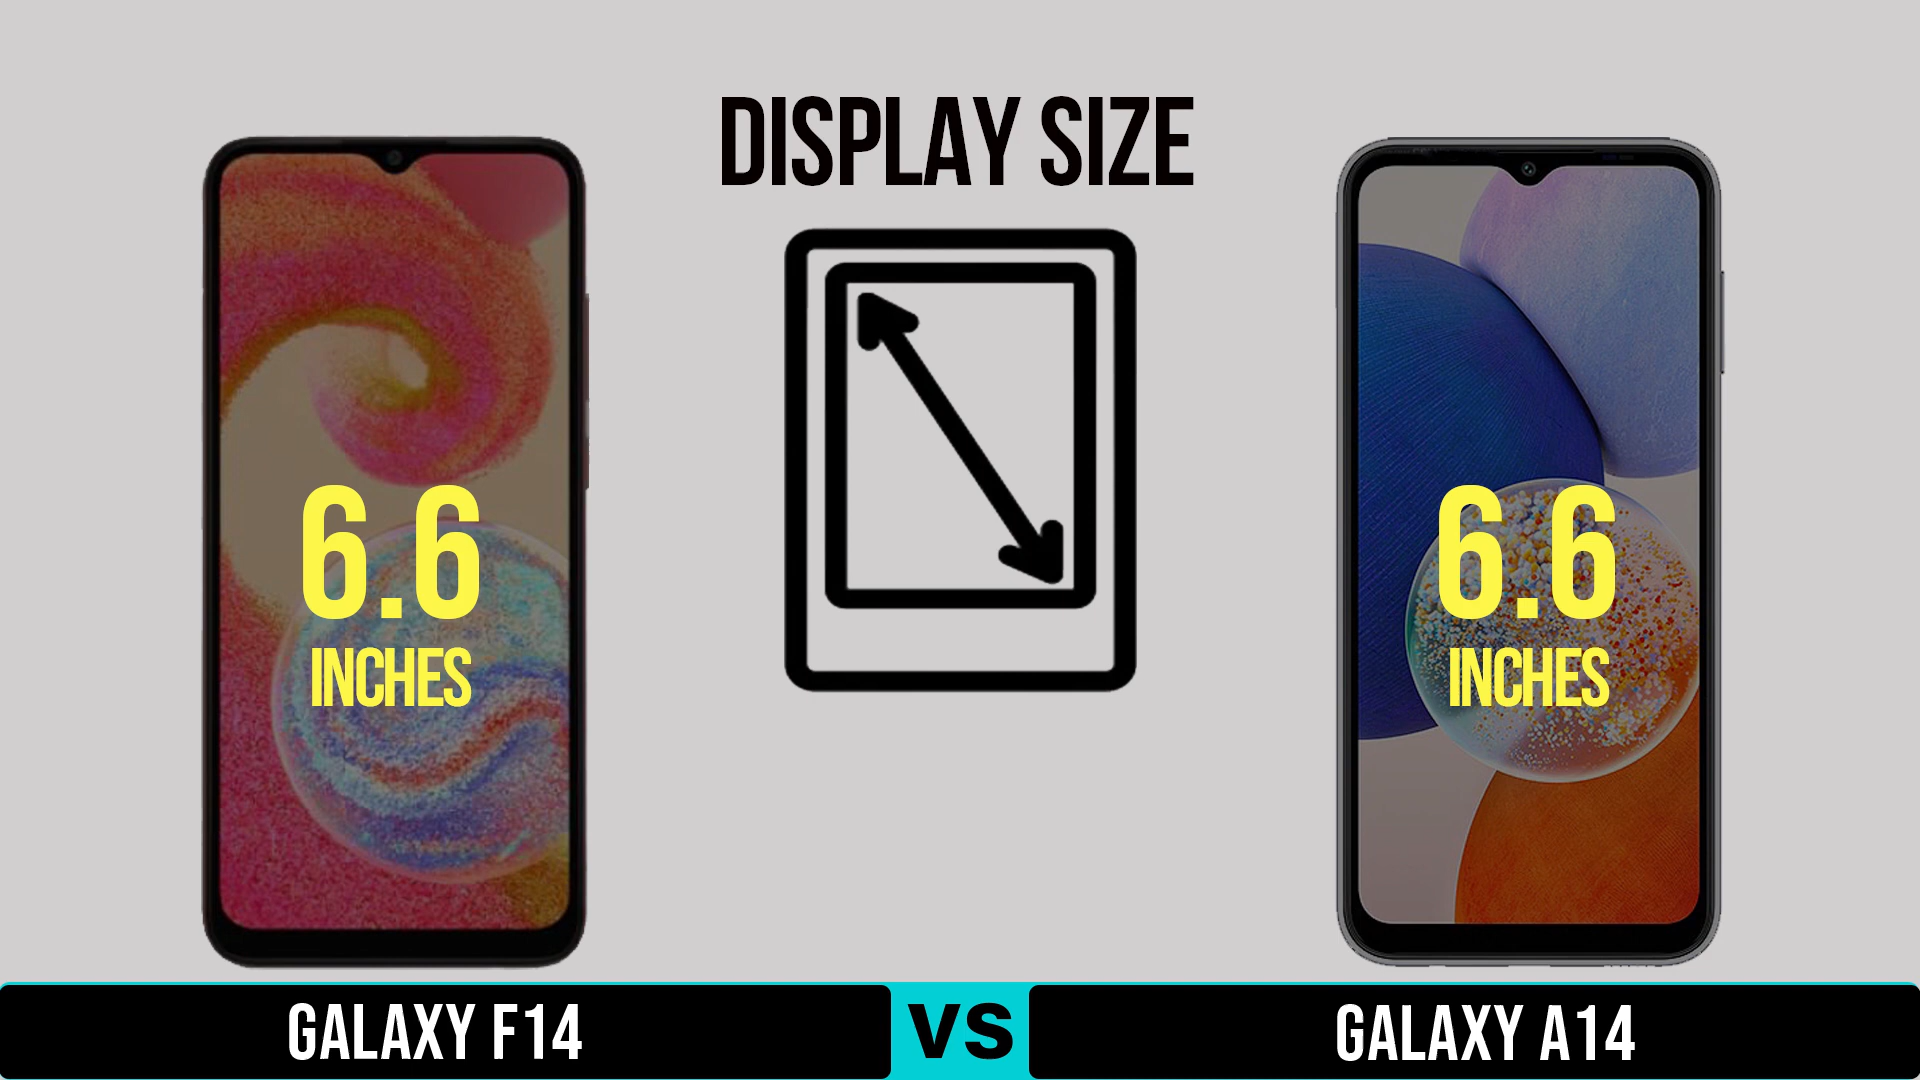 DISPLAY SIZE
6.6
INCHES
6.6
INCHES
GALAXY F14
VS
GALAXY A14